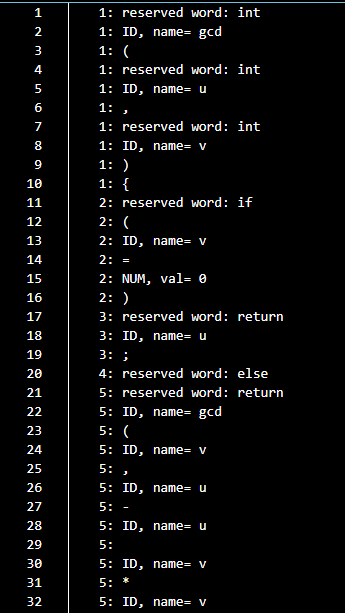 1 1: reserved word: int
2 1: ID, name= gcd
3 1: (
4 1: reserved word: int
5 1: ID, name= u
6 1: ,
7 1: reserved word: int
8 1: ID, name= v
9 1: )
10 1: {
11 2: reserved word: if
12 2: (
13 2: ID, name= v
14 2: =
15 2: NUM, val= 0
16 2: )
17 3: reserved word: return
18 3: ID, name= u
19 3: ;
20 4: reserved word: else
21 5: reserved word: return
22 5: ID, name= gcd
23 5: (
24 5: ID, name= v
25 5: ,
26 5: ID, name= u
27 5: -
28 5: ID, name= u
29 5:
30 5: ID, name= v
31 5: *
32 5: ID, name= v